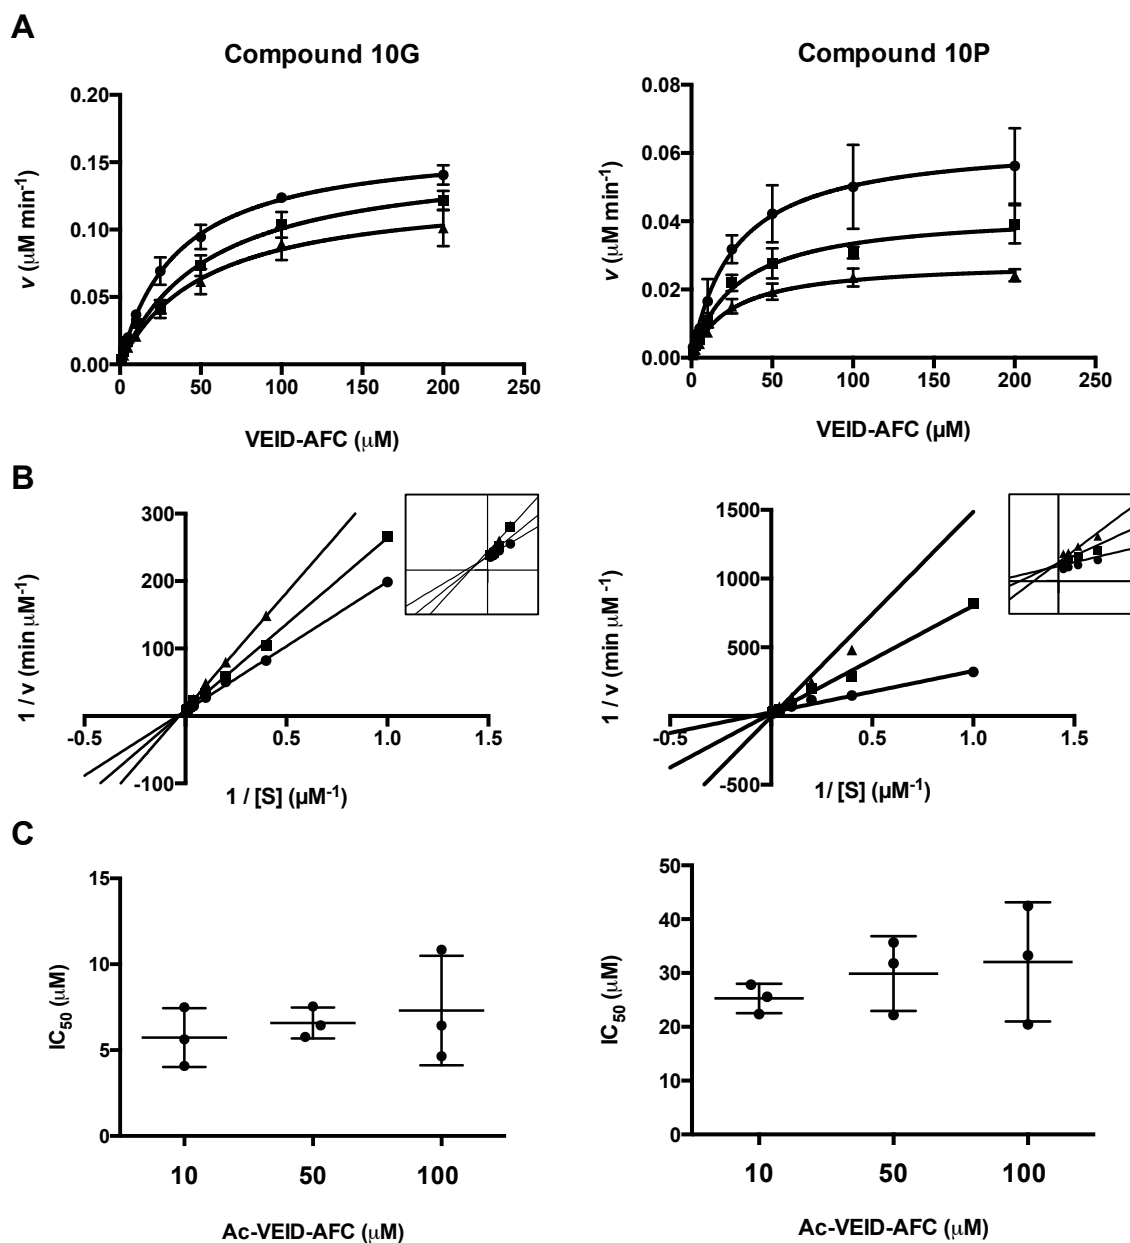 A
Compound 10G
Compound 10P
0.20
0.15
0.10
0.05
0.00
v (μM min-1)
0 50 100 150 200 250
VEID-AFC (μM)
0.08
0.06
0.04
0.02
0.00
v (μM min-1)
0 50 100 150 200 250
VEID-AFC (µM)
B
300
200
100
-100
1 / v (min μM-1)
-0.5 0.5 1.0 1.5
1 / [S] (µM-1)
1500
1000
500
-500
1 / v (min μM -1)
-0.5 0.5 1.0 1.5
1/ [S] (µM-1)
C
15
10
5
0
IC50 (μM)
10 50 100
Ac-VEID-AFC (μM)
50
40
30
20
10
0
IC50 (μM)
10 50 100
Ac-VEID-AFC (μM)